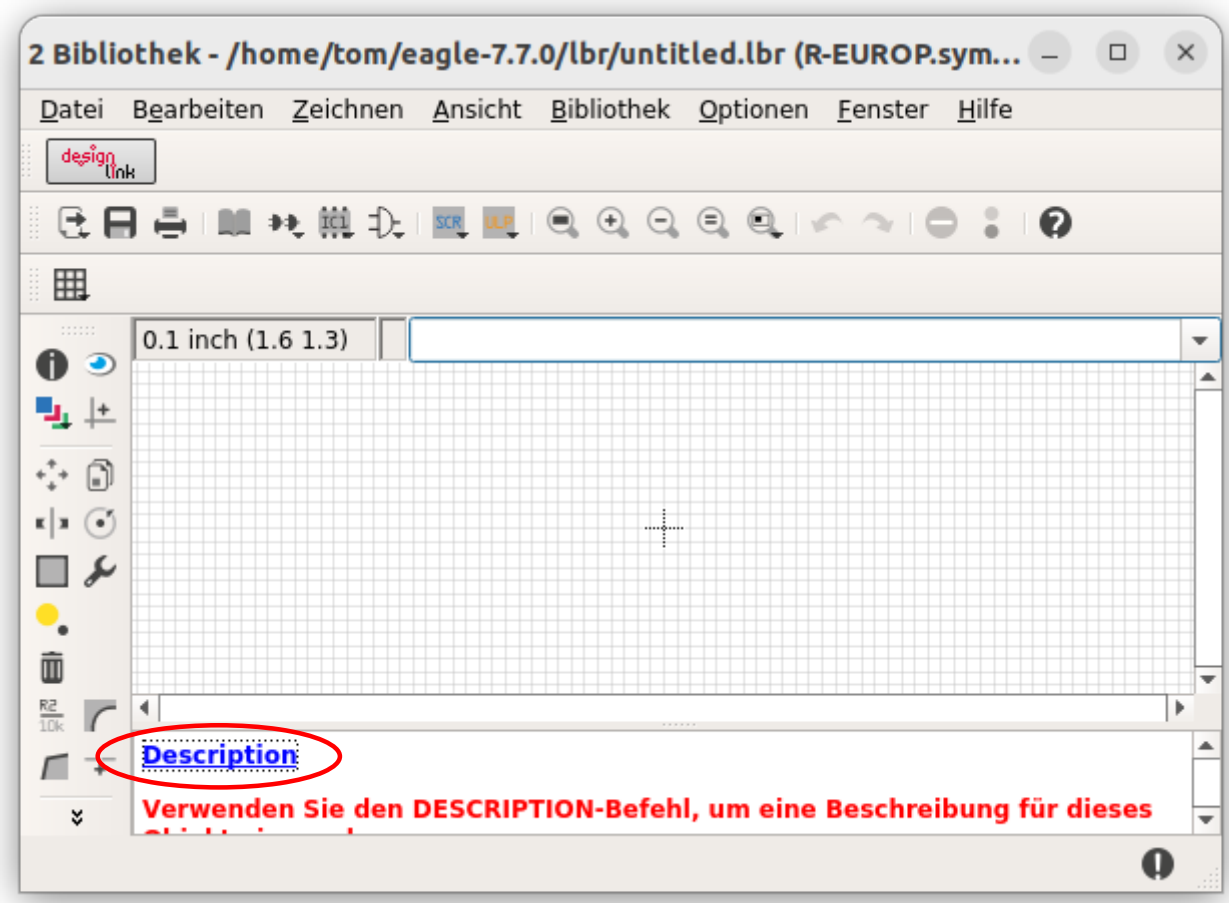 2 Bibliothek - /home/tom/eagle-7.7.0/lbr/untitled.lbr (R-EUROP.sym...
Datei Bearbeiten Zeichnen Ansicht Bibliothek Optionen Fenster Hilfe
design
link
IC1 SCR ULP
0.1 inch (1.6 1.3)
R2
10k
Description
Verwenden Sie den DESCRIPTION-Befehl, um eine Beschreibung für dieses